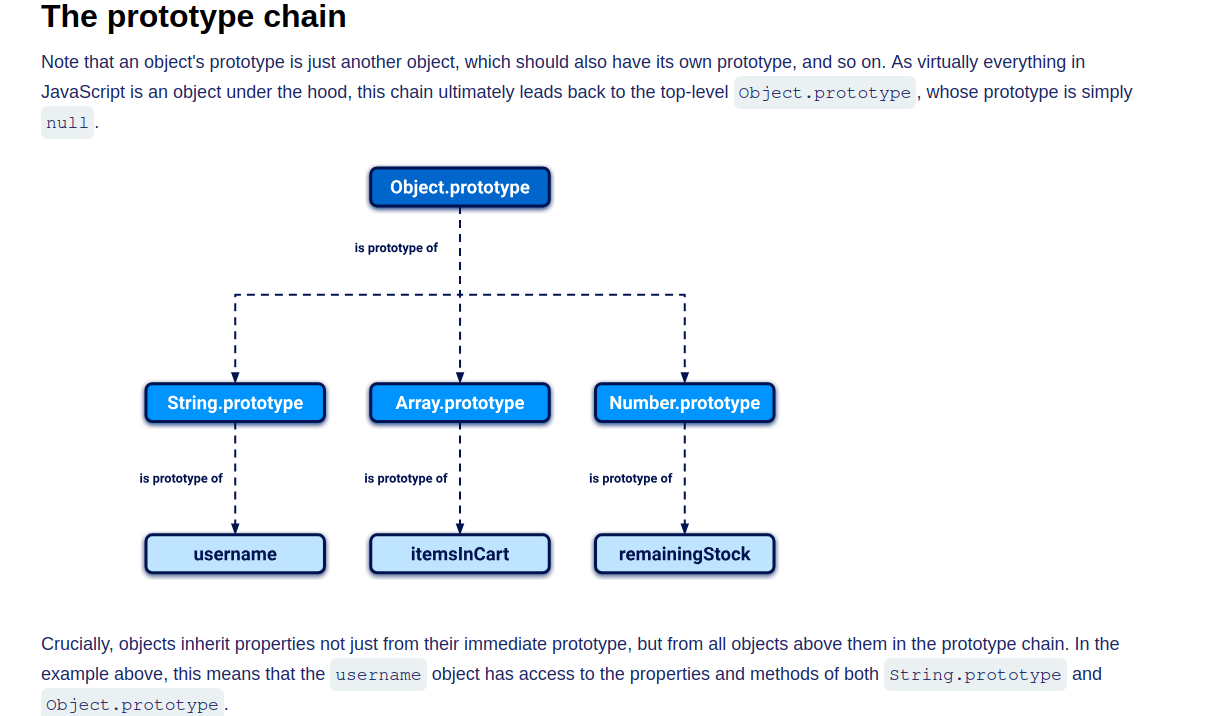 The prototype chain
Note that an object's prototype is just another object, which should also have its own prototype, and so on. As virtually everything in
JavaScript is an object under the hood, this chain ultimately leads back to the top-level Object.prototype, whose prototype is simply
null.
Object.prototype
is prototype of
String.prototype
Array.prototype
Number.prototype
is prototype of
is prototype of
is prototype of
username
itemsInCart
remainingStock
Crucially, objects inherit properties not just from their immediate prototype, but from all objects above them in the prototype chain. In the
example above, this means that the username object has access to the properties and methods of both String.prototype and
Object.prototype.